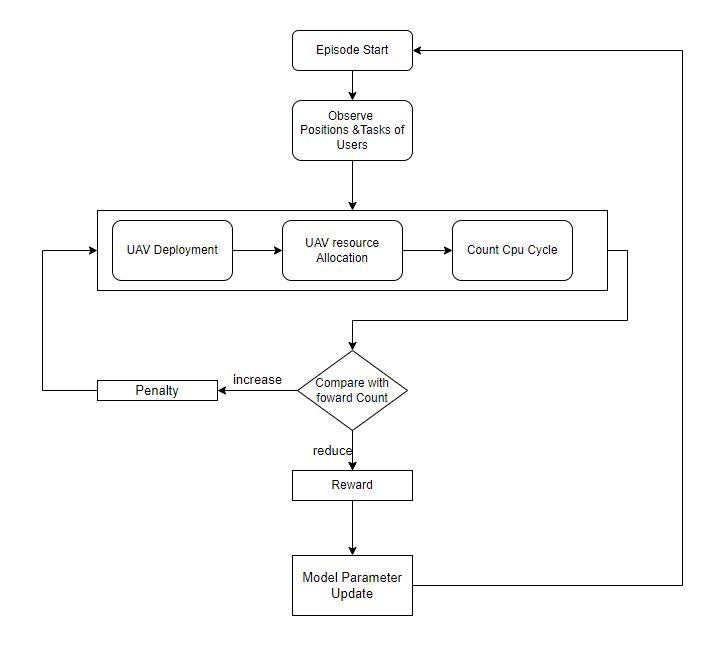 Episode Start
Observe
Positions &Tasks of
Users
UAV Deployment
UAV resource
Allocation
Count Cpu Cycle
Compare with
foward Count
increase
Penalty
reduce
Reward
Model Parameter
Update